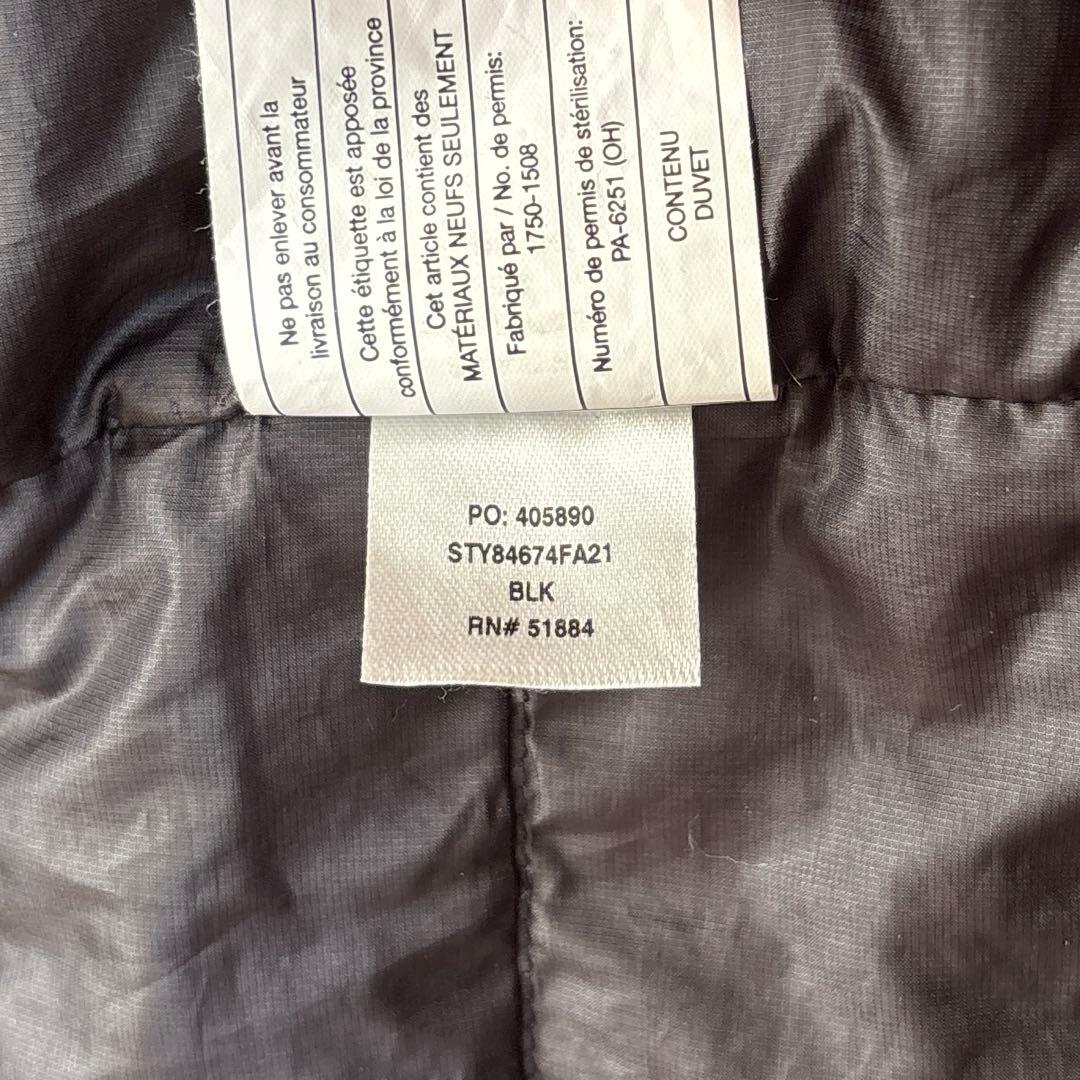 Ne pas enlever avant la
livraison au consommateur
Cette étiquette est apposée
conformément à la loi de la province
Cet article contient des
MATÉRIAUX NEUFS SEULEMENT
Fabriqué par / No. de permis:
1750-1508
Numéro de permis de stérilisation:
PA-6251 (OH)
CONTENU
DUVET
PO: 405890
STY84674FA21
BLK
RN# 51884